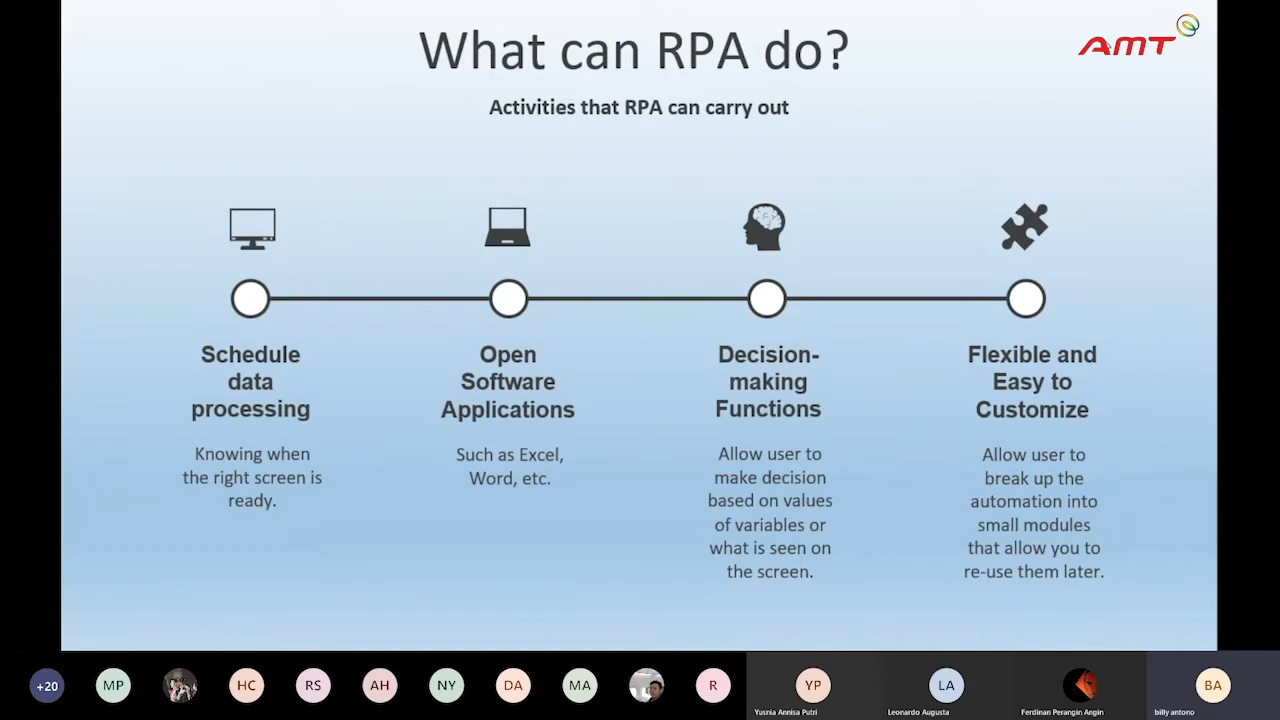 What can RPA do?
AMT
Activities that RPA can carry out
Schedule
data
processing
Knowing when
the right screen is
ready.
Open
Software
Applications
Such as Excel,
Word, etc.
Decision-
making
Functions
Allow user to
make decision
based on values
of variables or
what is seen on
the screen.
Flexible and
Easy to
Customize
Allow user to
break up the
automation into
small modules
that allow you to
re-use them later.
+20
MP
HC
RS
AH
NY
DA
MA
R
YP
Yusnia Annisa Putri
LA
Leonardo Augusta
Ferdinan Perangin Angin
BA
billy antono